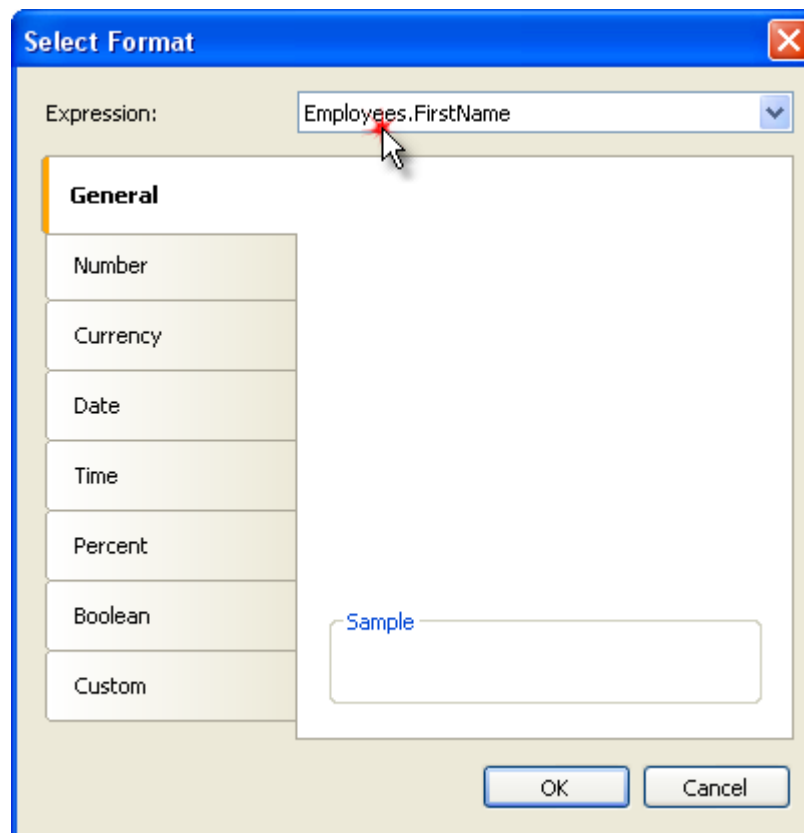 Select Format
Expression: Employees.FirstName
General
Number
Currency
Date
Time
Percent
Boolean
Custom
Sample
OK Cancel